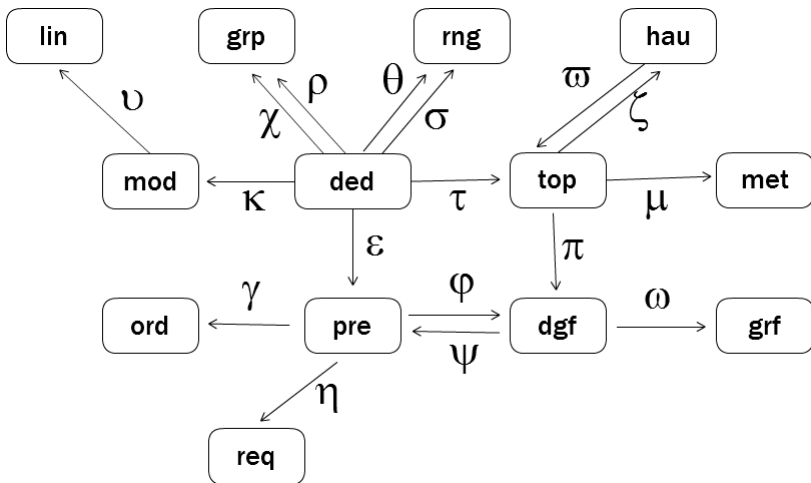 lin grp rng hau
υ χ ρ θ σ ϖ ζ
mod ded top met
κ τ μ
ε π
γ φ ω
ord pre dgf grf
ψ
η
req